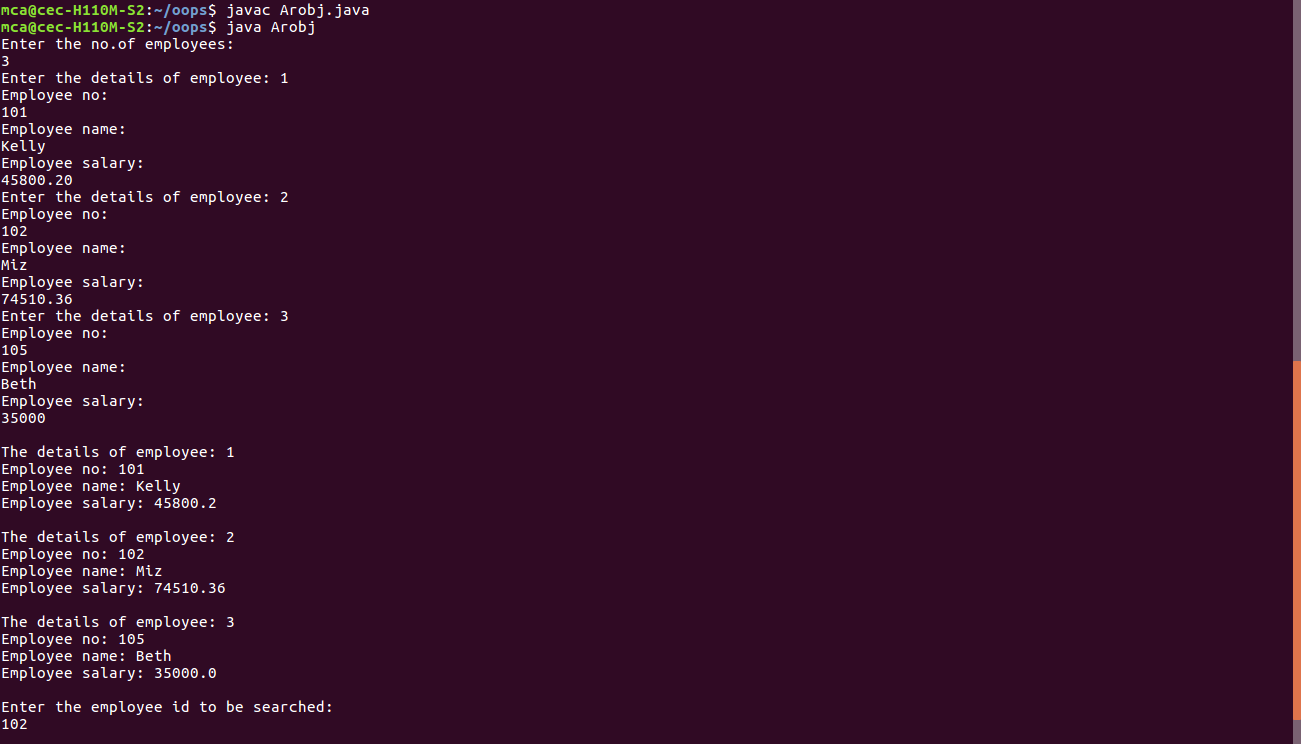 mca@cec-H110M-S2:~/oops$ javac Arobj.java
mca@cec-H110M-S2:~/oops$ java Arobj
Enter the no.of employees:
3
Enter the details of employee: 1
Employee no:
101
Employee name:
Kelly
Employee salary:
45800.20
Enter the details of employee: 2
Employee no:
102
Employee name:
Miz
Employee salary:
74510.36
Enter the details of employee: 3
Employee no:
105
Employee name:
Beth
Employee salary:
35000
The details of employee: 1
Employee no: 101
Employee name: Kelly
Employee salary: 45800.2
The details of employee: 2
Employee no: 102
Employee name: Miz
Employee salary: 74510.36
The details of employee: 3
Employee no: 105
Employee name: Beth
Employee salary: 35000.0
Enter the employee id to be searched:
102